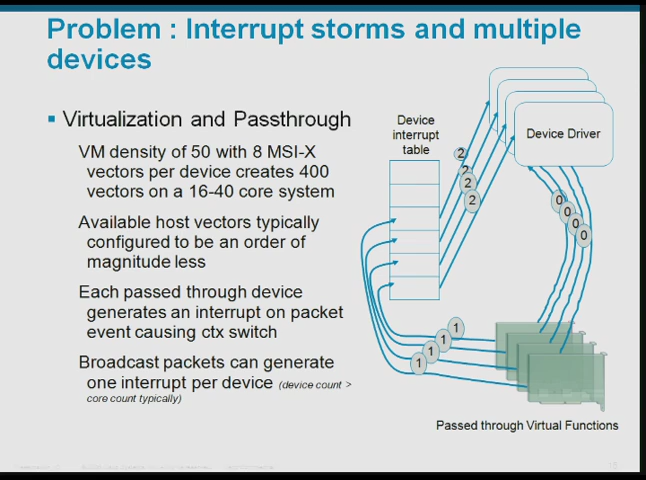 Problem : Interrupt storms and multiple
devices
Virtualization and Passthrough
VM density of 50 with 8 MSI-X
vectors per device creates 400
vectors on a 16-40 core system
Available host vectors typically
configured to be an order of
magnitude less
Each passed through device
generates an interrupt on packet
event causing ctx switch
Broadcast packets can generate
one interrupt per device (device count >
core count typically)
Device
interrupt
table
Device Driver
2
2
2
2
0
0
0
0
1
1
1
1
Passed through Virtual Functions